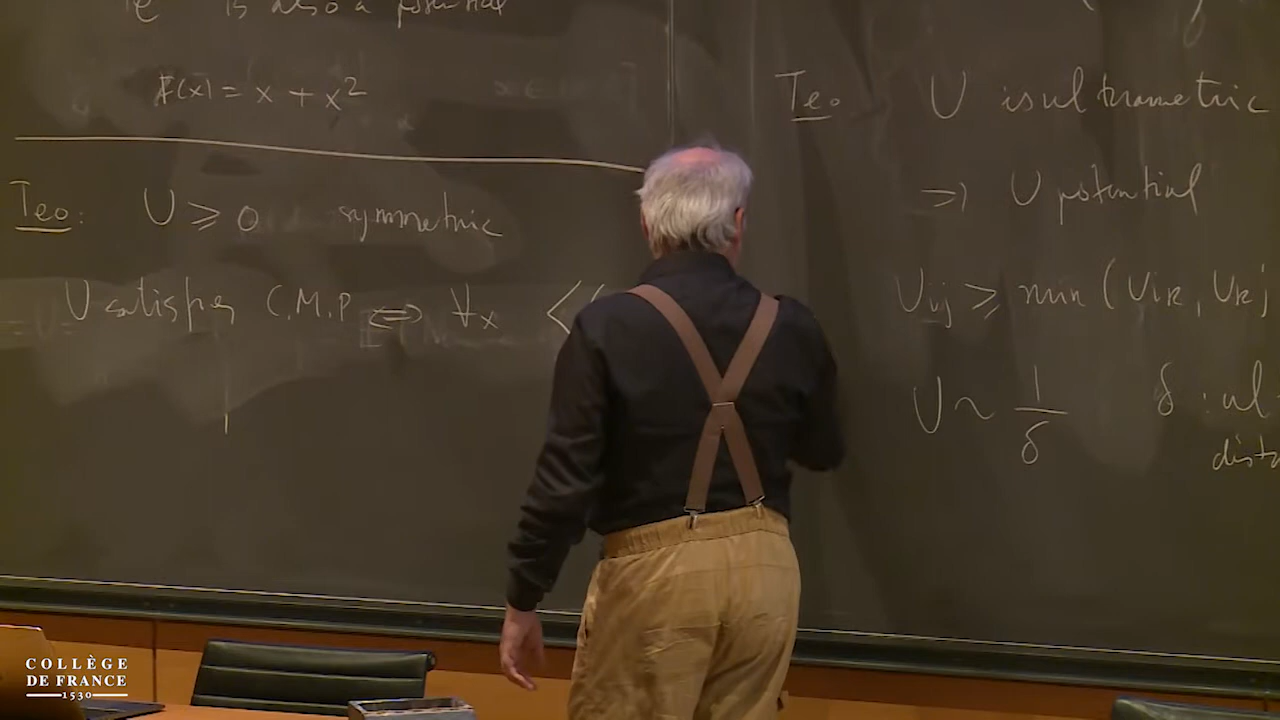 is also a potential
F(x) = x + x²
Teo: U ⩾ 0 symmetric
U satisfies C.M.P ⇔ ∀x <(
Teo. U is ultrametric
⇒) U potential
Uij ⩾ min (Uik, Ukj
U ~ 1/δ δ : ul
dista
COLLÈGE
DE FRANCE
1530